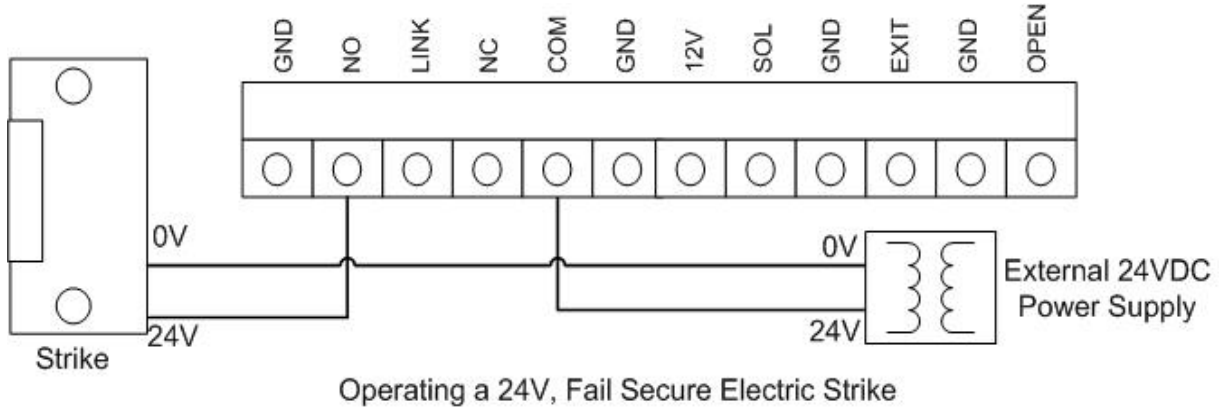 GND NO LINK NC COM GND 12V SOL GND EXIT GND OPEN
0V
0V
External 24VDC
Power Supply
24V
24V
Strike
Operating a 24V, Fail Secure Electric Strike